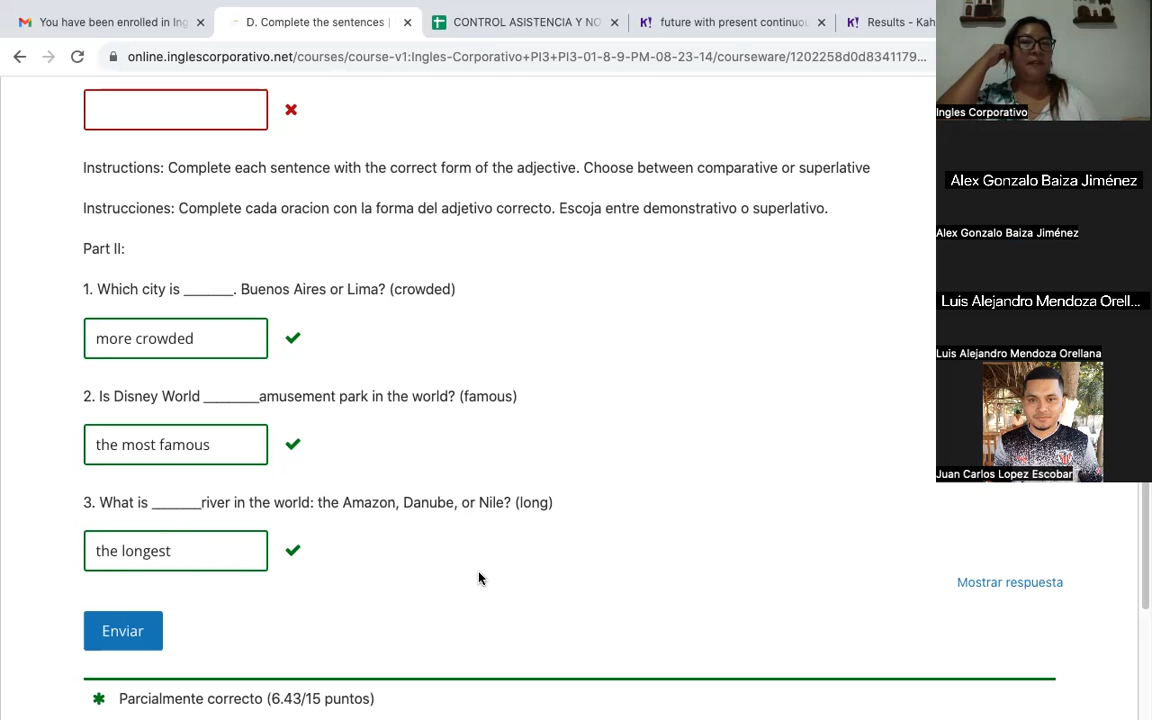 You have been enrolled in Ing
D. Complete the sentences |
CONTROL ASISTENCIA Y NO
K! future with present continuou
K! Results - Kah
online.inglescorporativo.net/courses/course-v1:Ingles-Corporativo+PI3+PI3-01-8-9-PM-08-23-14/courseware/1202258d0d8341179...
Ingles Corporativo
Instructions: Complete each sentence with the correct form of the adjective. Choose between comparative or superlative
Alex Gonzalo Baiza Jiménez
Instrucciones: Complete cada oracion con la forma del adjetivo correcto. Escoja entre demonstrativo o superlativo.
Alex Gonzalo Baiza Jiménez
Part II:
1. Which city is _______. Buenos Aires or Lima? (crowded)
Luis Alejandro Mendoza Orell...
more crowded
Luis Alejandro Mendoza Orellana
2. Is Disney World ________amusement park in the world? (famous)
the most famous
Juan Carlos Lopez Escobar
3. What is _______river in the world: the Amazon, Danube, or Nile? (long)
the longest
Mostrar respuesta
Enviar
Parcialmente correcto (6.43/15 puntos)